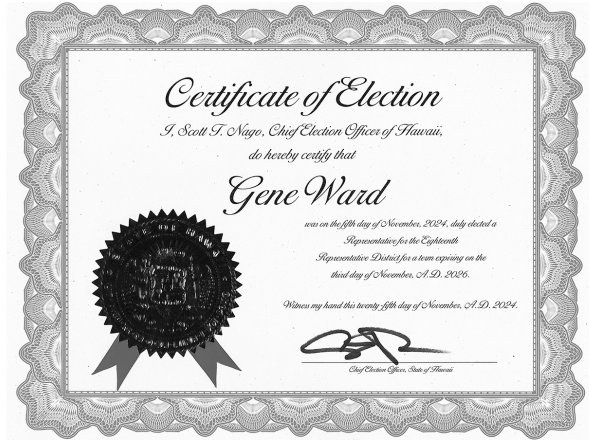 Certificate of Election
I, Scott T. Nago, Chief Election Officer of Hawaii,
do hereby certify that
Gene Ward
was on the fifth day of November, 2024, duly elected a
Representative for the Eighteenth
Representative District for a term expiring on the
third day of November, A.D. 2026.
Witness my hand this twenty-fifth day of November, A.D. 2024.
Chief Election Officer, State of Hawaii